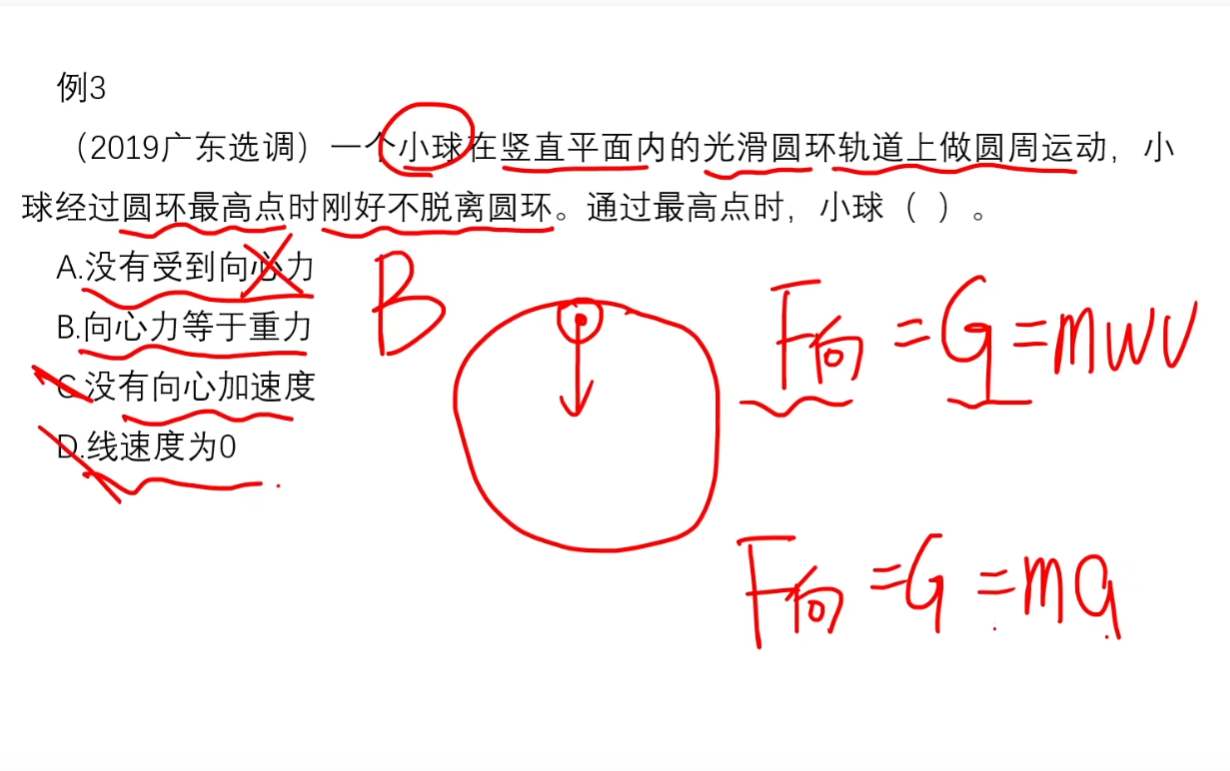 例3
（2019广东选调）一个小球在竖直平面内的光滑圆环轨道上做圆周运动，小
球经过圆环最高点时刚好不脱离圆环。通过最高点时，小球（ ）。
A.没有受到向心力
B.向心力等于重力
C.没有向心加速度
D.线速度为0
B
F向=G=mwv
F向=G=ma